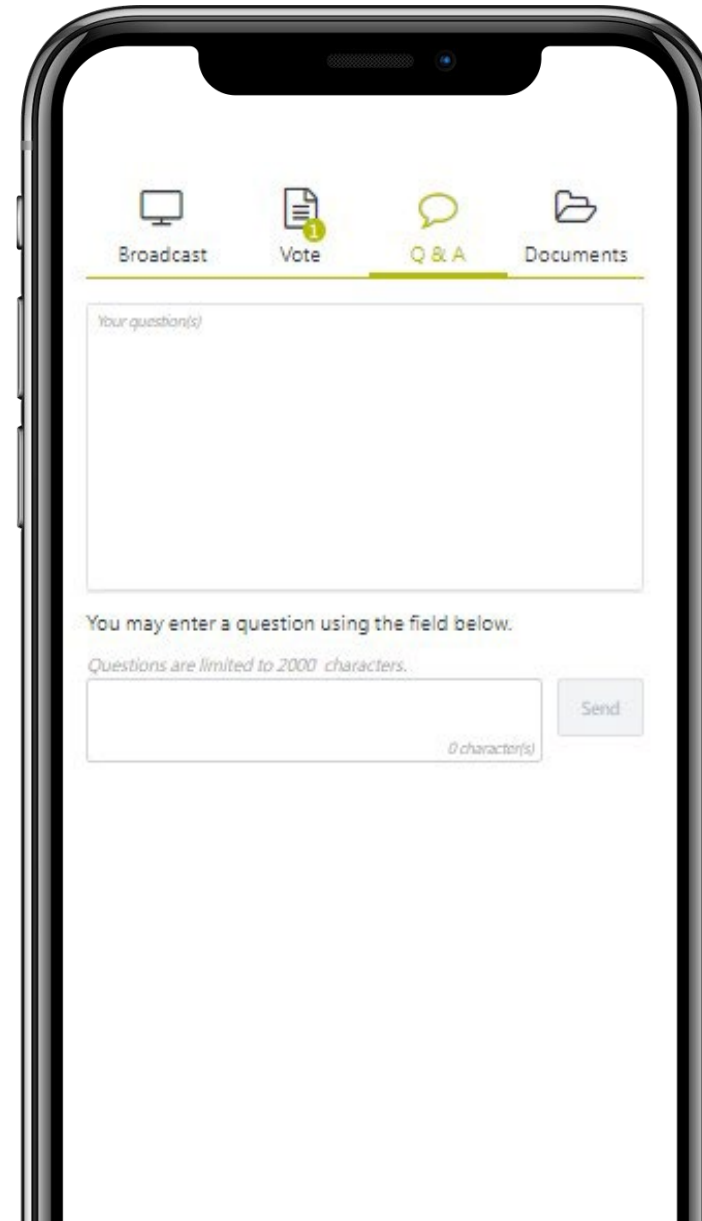 Broadcast
1
Vote
Q & A
Documents
Your question(s)
You may enter a question using the field below.
Questions are limited to 2000 characters.
Send
0 character(s)